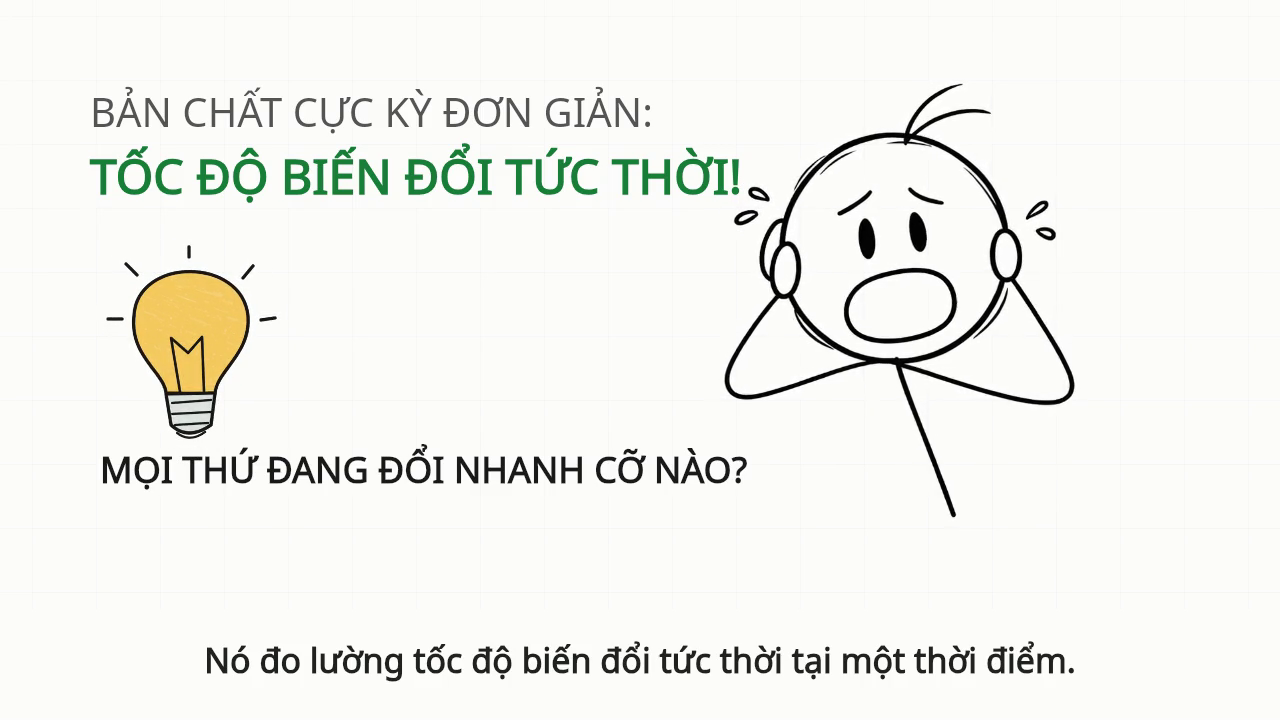 BẢN CHẤT CỰC KỲ ĐƠN GIẢN:
TỐC ĐỘ BIẾN ĐỔI TỨC THỜI!
MỌI THỨ ĐANG ĐỔI NHANH CỠ NÀO?
Nó đo lường tốc độ biến đổi tức thời tại một thời điểm.